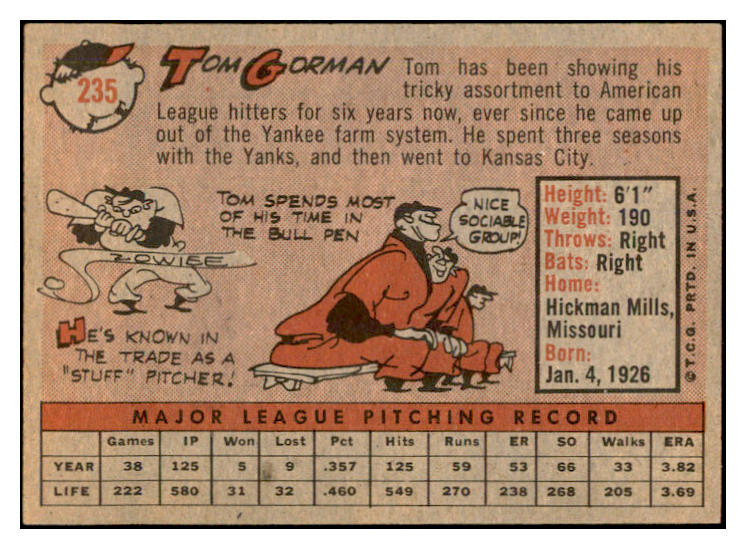 235
TOM GORMAN
Tom has been showing his
tricky assortment to American
League hitters for six years now, ever since he came up
out of the Yankee farm system. He spent three seasons
with the Yanks, and then went to Kansas City.
ZOWIEE
HE'S KNOWN IN
THE TRADE AS A
"STUFF" PITCHER!
TOM SPENDS MOST
OF HIS TIME IN
THE BULL PEN
NICE
SOCIABLE
GROUP!
Height: 6'1"
Weight: 190
Throws: Right
Bats: Right
Home:
Hickman Mills,
Missouri
Born:
Jan. 4, 1926
© T.C.G. PRTD. IN U.S.A.
MAJOR LEAGUE PITCHING RECORD
Games IP Won Lost Pct Hits Runs ER SO Walks ERA
YEAR 38 125 5 9 .357 125 59 53 66 33 3.82
LIFE 222 580 31 32 .460 549 270 238 268 205 3.69